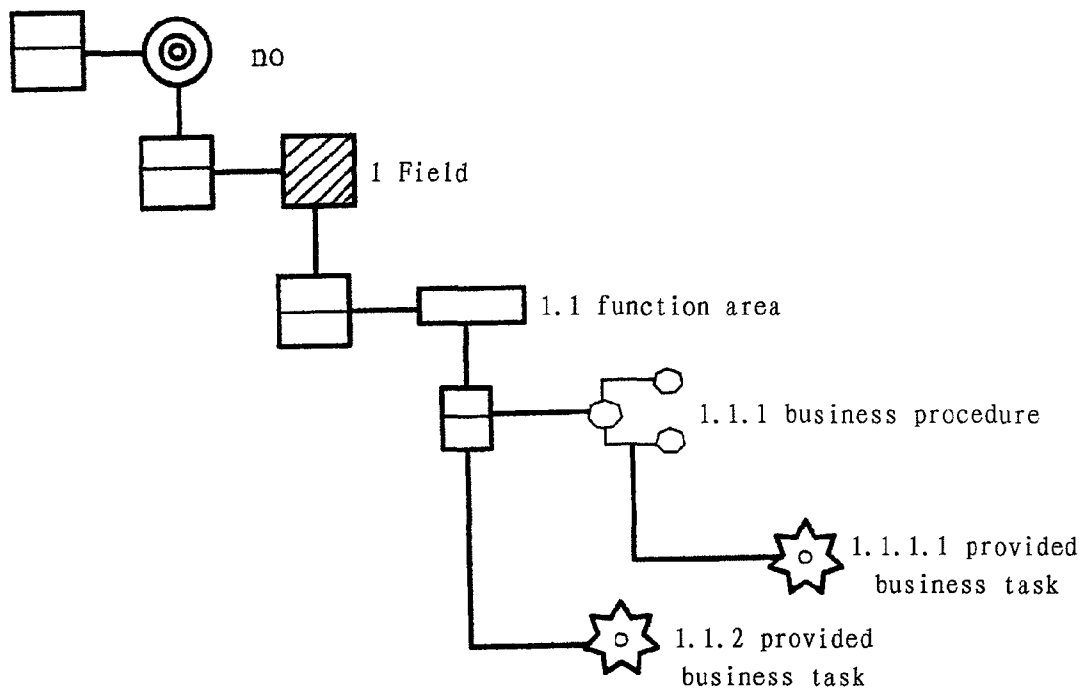 no
1 Field
1.1 function area
1.1.1 business procedure
1.1.1.1 provided
business task
1.1.2 provided
business task